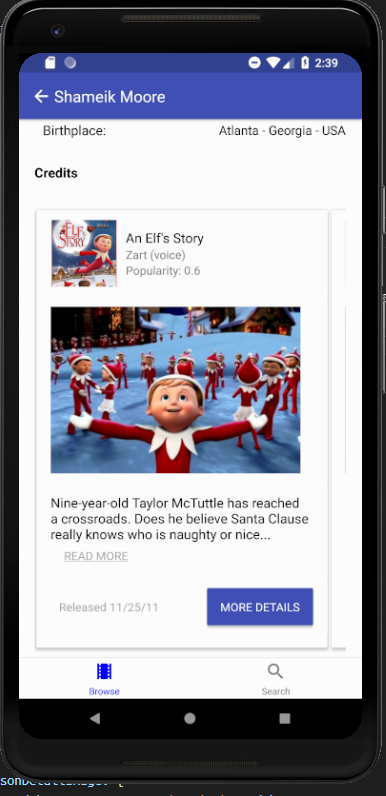 2:39
Shameik Moore
Birthplace: Atlanta - Georgia - USA
Credits
ELF'S
STORY
An Elf's Story
Zart (voice)
Popularity: 0.6
Nine-year-old Taylor McTuttle has reached
a crossroads. Does he believe Santa Clause
really knows who is naughty or nice...
READ MORE
Released 11/25/11
MORE DETAILS
Browse
Search